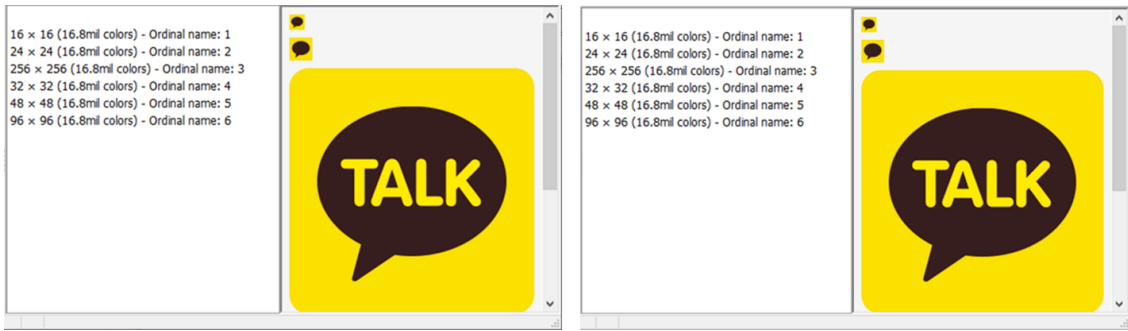 16 × 16 (16.8mil colors) - Ordinal name: 1
24 × 24 (16.8mil colors) - Ordinal name: 2
256 × 256 (16.8mil colors) - Ordinal name: 3
32 × 32 (16.8mil colors) - Ordinal name: 4
48 × 48 (16.8mil colors) - Ordinal name: 5
96 × 96 (16.8mil colors) - Ordinal name: 6
TALK
16 × 16 (16.8mil colors) - Ordinal name: 1
24 × 24 (16.8mil colors) - Ordinal name: 2
256 × 256 (16.8mil colors) - Ordinal name: 3
32 × 32 (16.8mil colors) - Ordinal name: 4
48 × 48 (16.8mil colors) - Ordinal name: 5
96 × 96 (16.8mil colors) - Ordinal name: 6
TALK